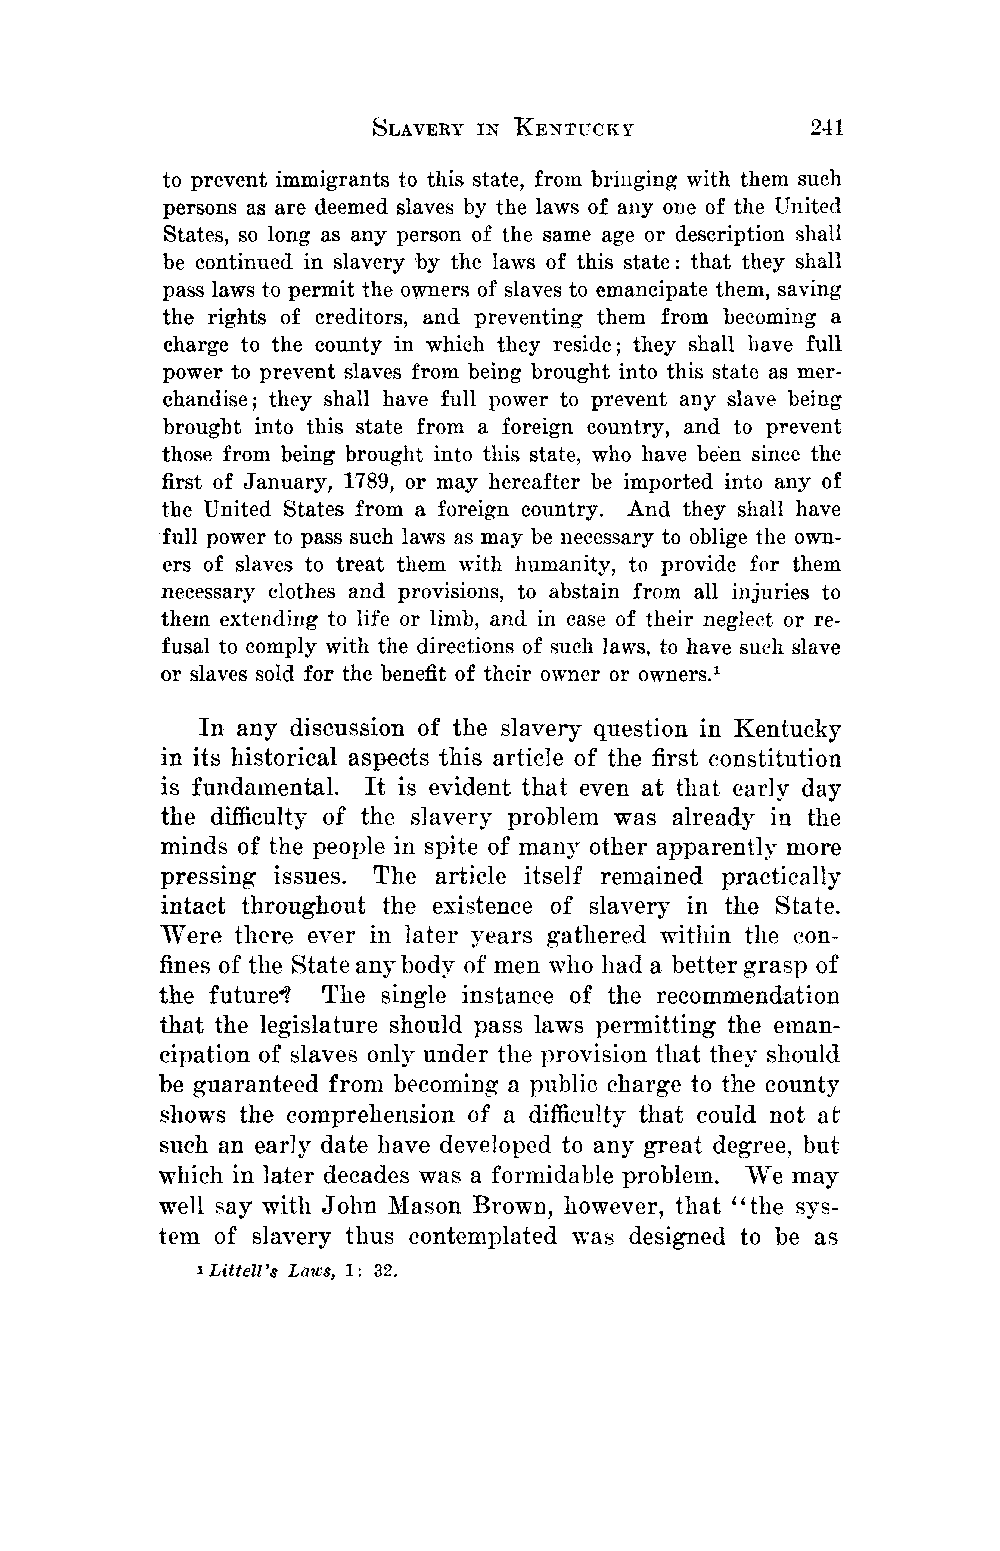 SLAVERY IN KENTUCKY 241
to prevent immigrants to this state, from bringing with them such
persons as are deemed slaves by the laws of any one of the United
States, so long as any person of the same age or description shall
be continued in slavery by the laws of this state: that they shall
pass laws to permit the owners of slaves to emancipate them, saving
the rights of creditors, and preventing them from becoming a
charge to the county in which they reside; they shall have full
power to prevent slaves from being brought into this state as mer-
chandise; they shall have full power to prevent any slave being
brought into this state from a foreign country, and to prevent
those from being brought into this state, who have been since the
first of January, 1789, or may hereafter be imported into any of
the United States from a foreign country. And they shall have
full power to pass such laws as may be necessary to oblige the own-
ers of slaves to treat them with humanity, to provide for them
necessary clothes and provisions, to abstain from all injuries to
them extending to life or limb, and in case of their neglect or re-
fusal to comply with the directions of such laws, to have such slave
or slaves sold for the benefit of their owner or owners.¹
In any discussion of the slavery question in Kentucky
in its historical aspects this article of the first constitution
is fundamental. It is evident that even at that early day
the difficulty of the slavery problem was already in the
minds of the people in spite of many other apparently more
pressing issues. The article itself remained practically
intact throughout the existence of slavery in the State.
Were there ever in later years gathered within the con-
fines of the State any body of men who had a better grasp of
the future? The single instance of the recommendation
that the legislature should pass laws permitting the eman-
cipation of slaves only under the provision that they should
be guaranteed from becoming a public charge to the county
shows the comprehension of a difficulty that could not at
such an early date have developed to any great degree, but
which in later decades was a formidable problem. We may
well say with John Mason Brown, however, that "the sys-
tem of slavery thus contemplated was designed to be as
¹ Littell's Laws, 1: 32.